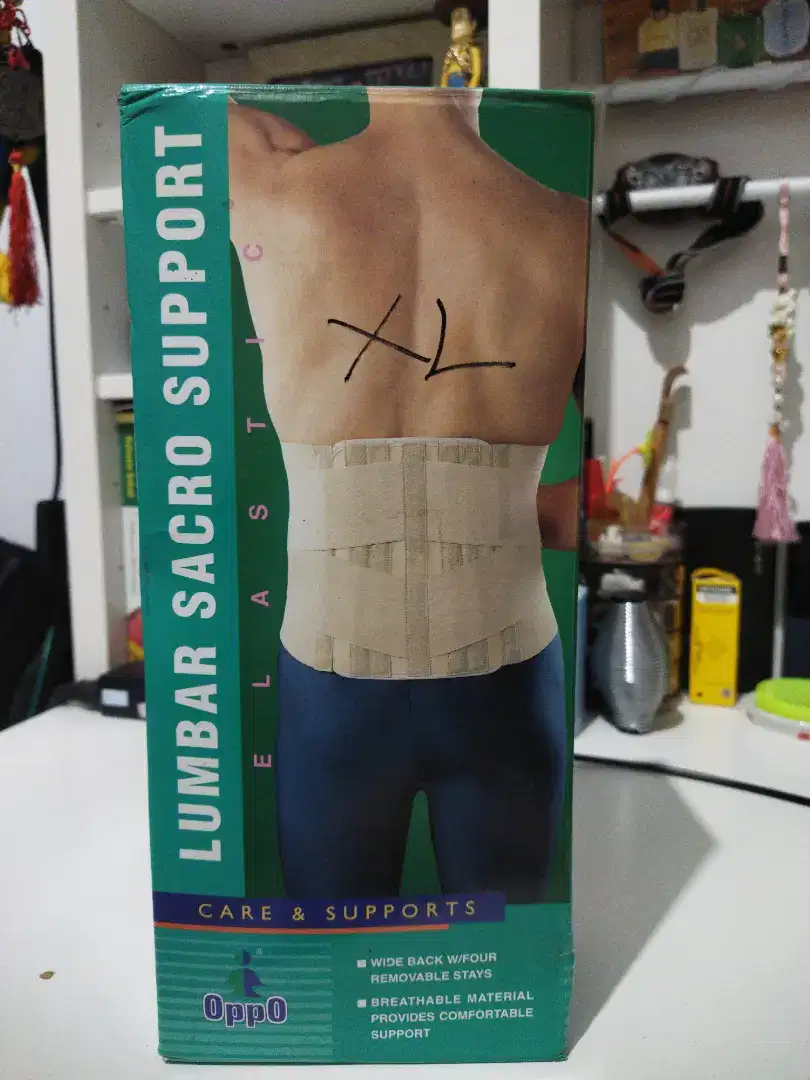 LUMBAR SACRO SUPPORT
ELASTIC
XL
CARE & SUPPORTS
OppO
®
WIDE BACK W/FOUR
REMOVABLE STAYS
BREATHABLE MATERIAL
PROVIDES COMFORTABLE
SUPPORT